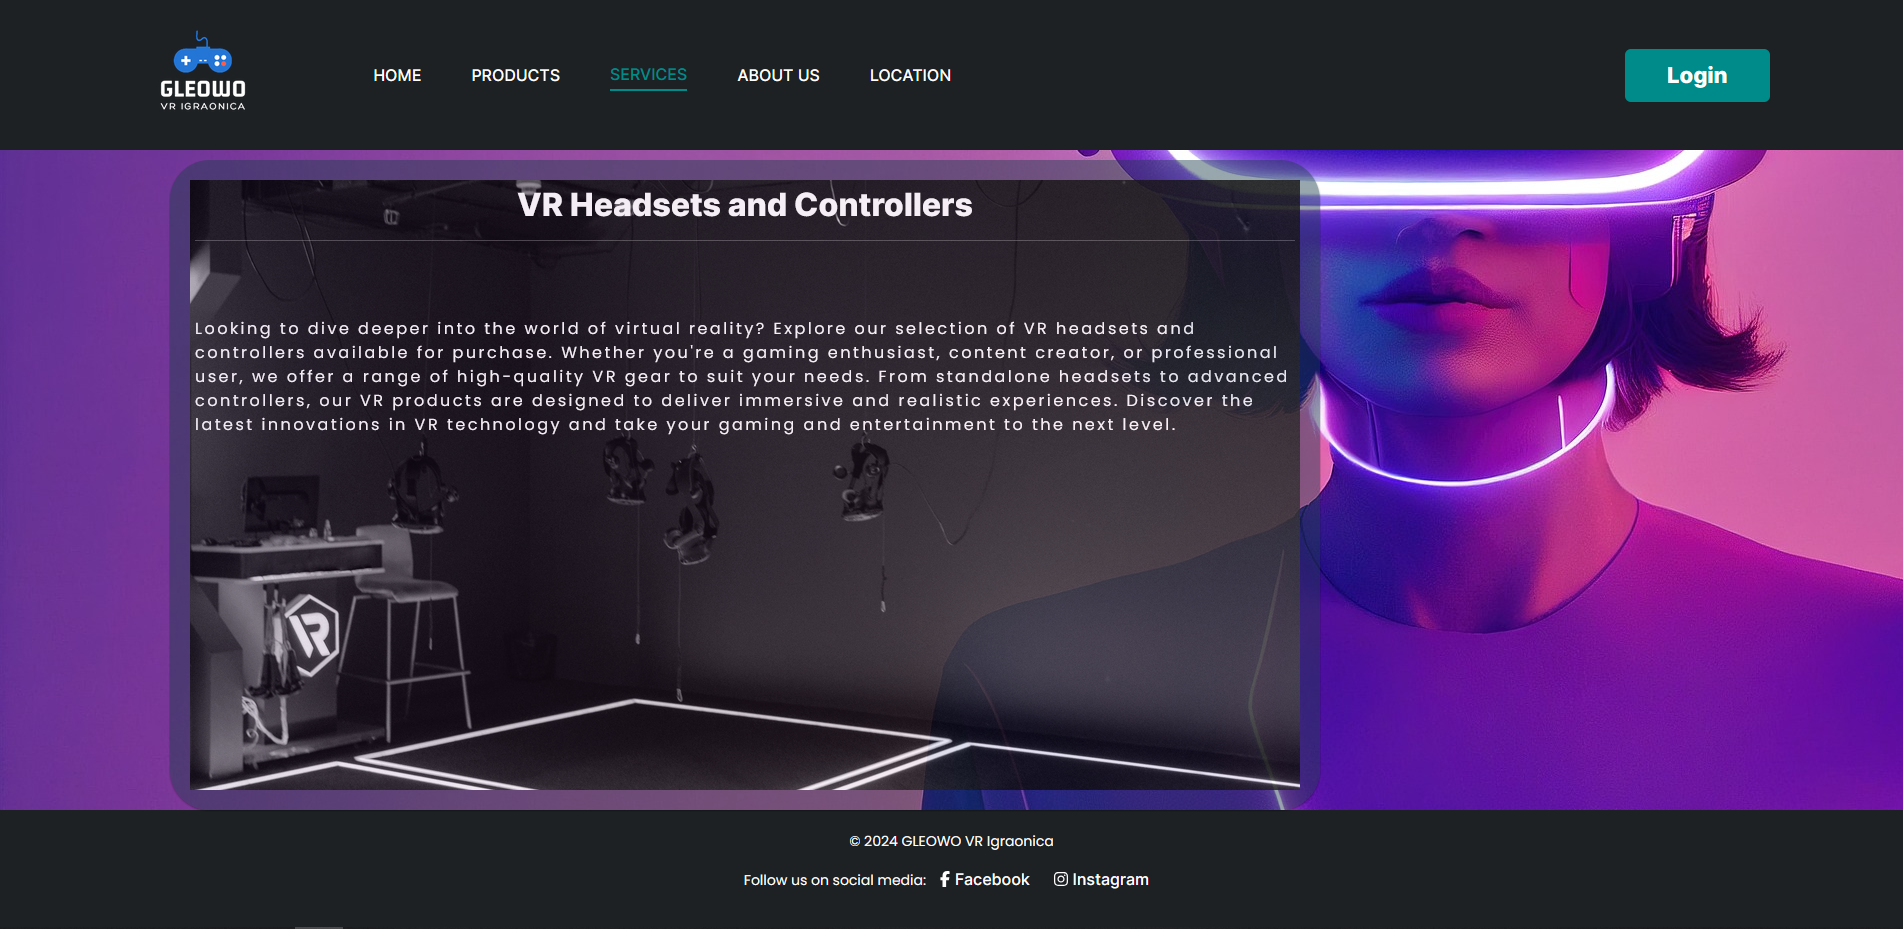 GLEOWO
VR IGRAONICA
HOME
PRODUCTS
SERVICES
ABOUT US
LOCATION
Login
VR Headsets and Controllers
Looking to dive deeper into the world of virtual reality? Explore our selection of VR headsets and
controllers available for purchase. Whether you're a gaming enthusiast, content creator, or professional
user, we offer a range of high-quality VR gear to suit your needs. From standalone headsets to advanced
controllers, our VR products are designed to deliver immersive and realistic experiences. Discover the
latest innovations in VR technology and take your gaming and entertainment to the next level.
© 2024 GLEOWO VR Igraonica
Follow us on social media: Facebook Instagram